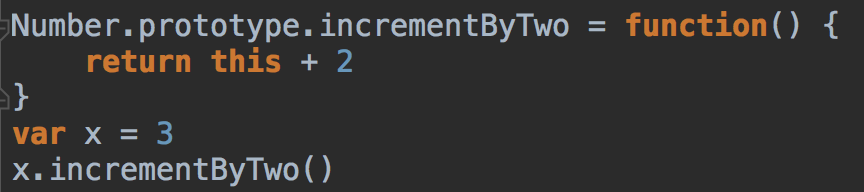 Number.prototype.incrementByTwo = function() {
    return this + 2
}
var x = 3
x.incrementByTwo()